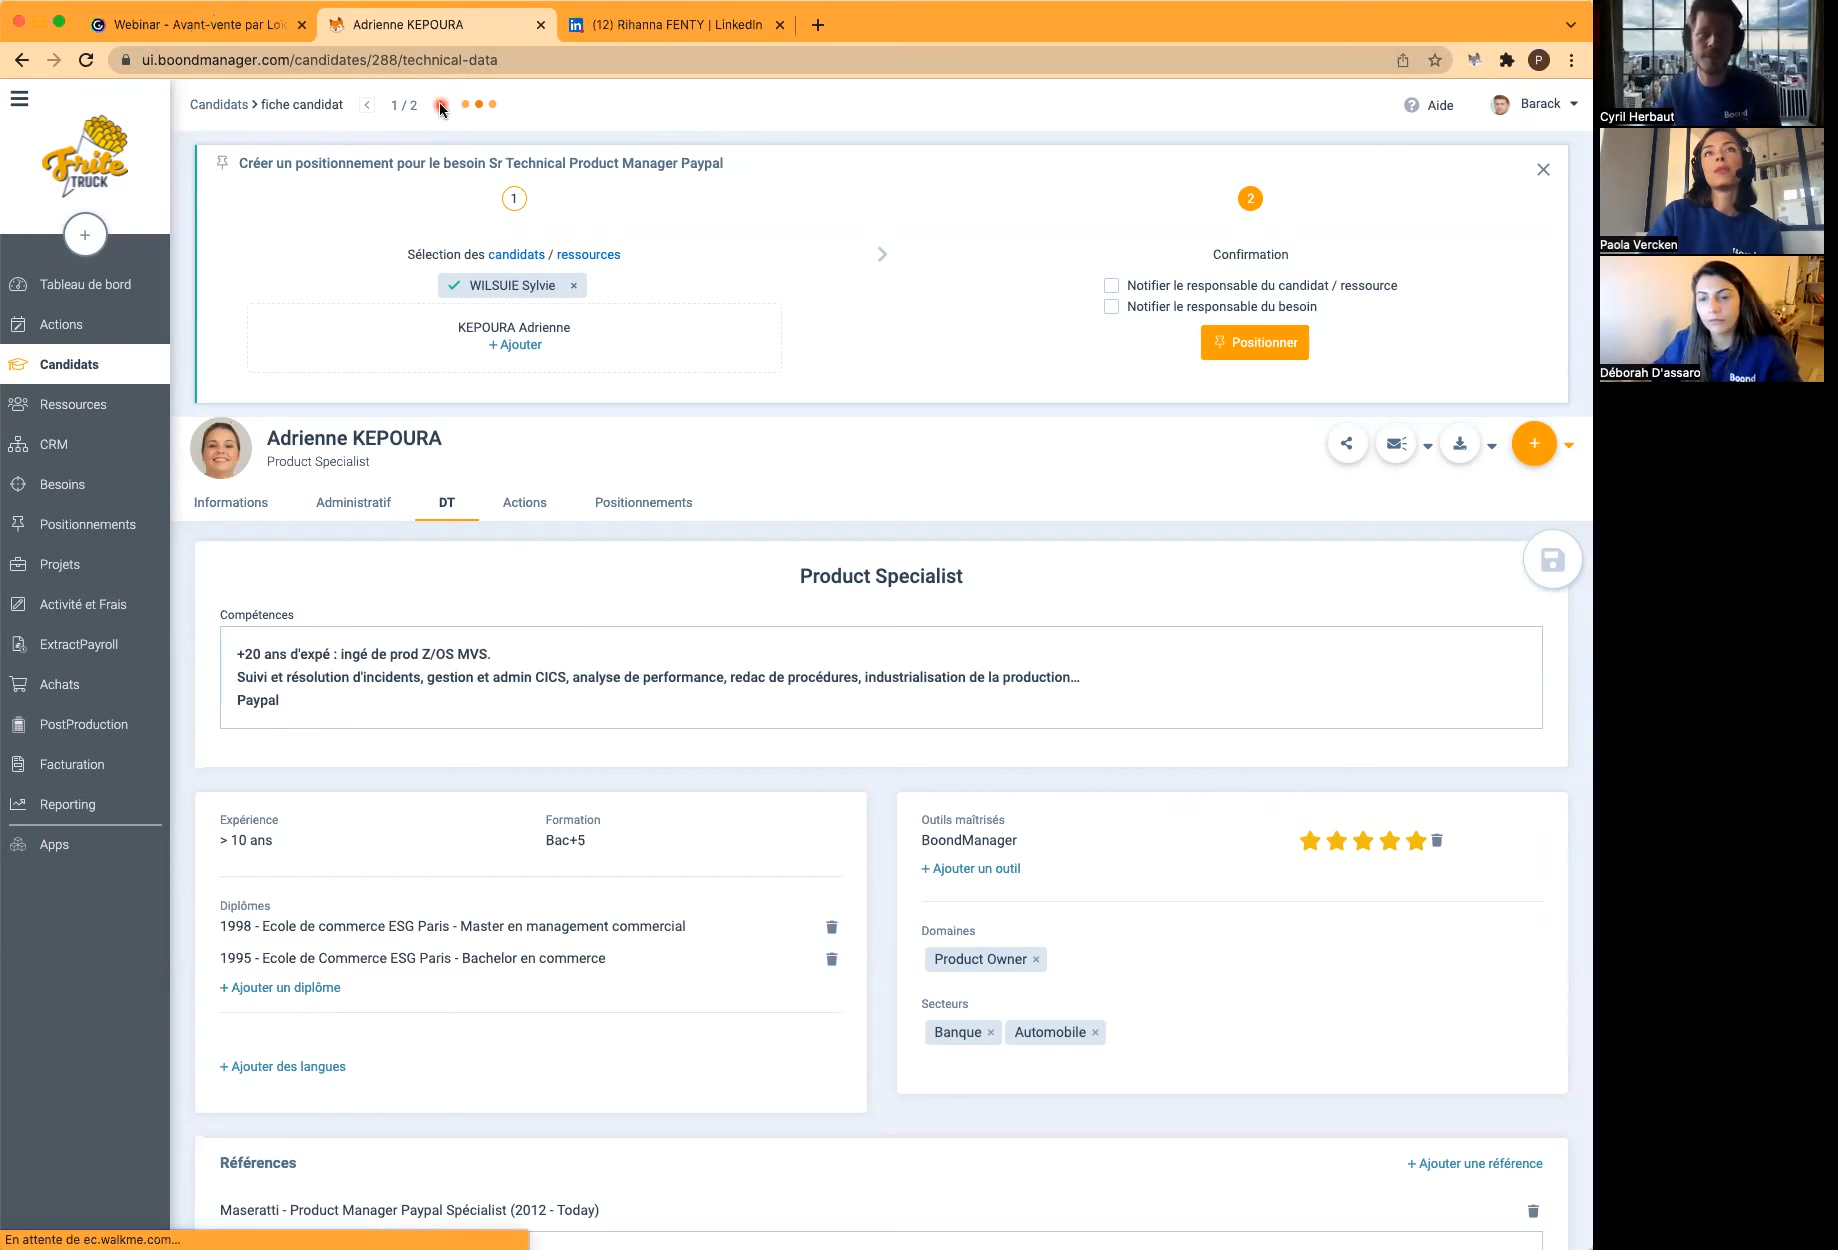 Webinar - Avant-vente par Loï
Adrienne KEPOURA
(12) Rihanna FENTY | LinkedIn
ui.boondmanager.com/candidates/288/technical-data
P
Candidats > fiche candidat
1 / 2
Aide
Barack
Frite
TRUCK
Créer un positionnement pour le besoin Sr Technical Product Manager Paypal
1
2
Sélection des candidats / ressources
Confirmation
WILSUIE Sylvie
Notifier le responsable du candidat / ressource
Notifier le responsable du besoin
KEPOURA Adrienne
+ Ajouter
Positionner
Tableau de bord
Actions
Candidats
Ressources
CRM
Besoins
Positionnements
Projets
Activité et Frais
ExtractPayroll
Achats
PostProduction
Facturation
Reporting
Apps
Adrienne KEPOURA
Product Specialist
Informations
Administratif
DT
Actions
Positionnements
Product Specialist
Compétences
+20 ans d'expé : ingé de prod Z/OS MVS.
Suivi et résolution d'incidents, gestion et admin CICS, analyse de performance, redac de procédures, industrialisation de la production...
Paypal
Expérience
> 10 ans
Formation
Bac+5
Diplômes
1998 - Ecole de commerce ESG Paris - Master en management commercial
1995 - Ecole de Commerce ESG Paris - Bachelor en commerce
+ Ajouter un diplôme
+ Ajouter des langues
Outils maîtrisés
BoondManager
+ Ajouter un outil
Domaines
Product Owner
Secteurs
Banque
Automobile
Références
+ Ajouter une référence
Maseratti - Product Manager Paypal Spécialist (2012 - Today)
En attente de ec.walkme.com...
Cyril Herbaut
Boond
Paola Vercken
Déborah D'assaro
Boond